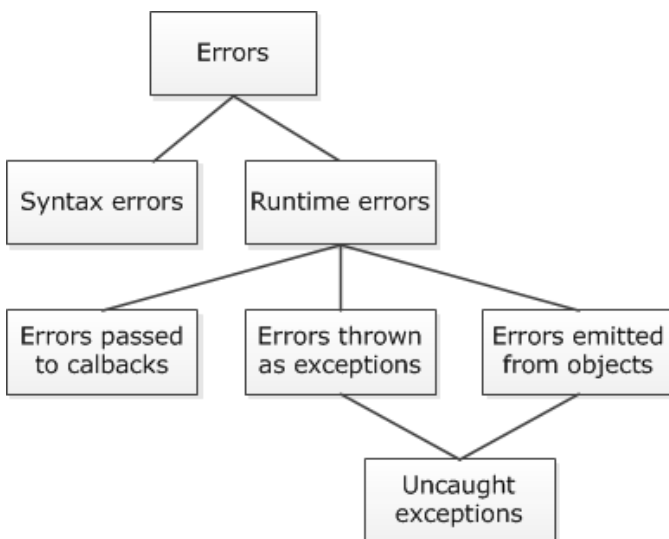 Errors
Syntax errors
Runtime errors
Errors passed
to calbacks
Errors thrown
as exceptions
Errors emitted
from objects
Uncaught
exceptions